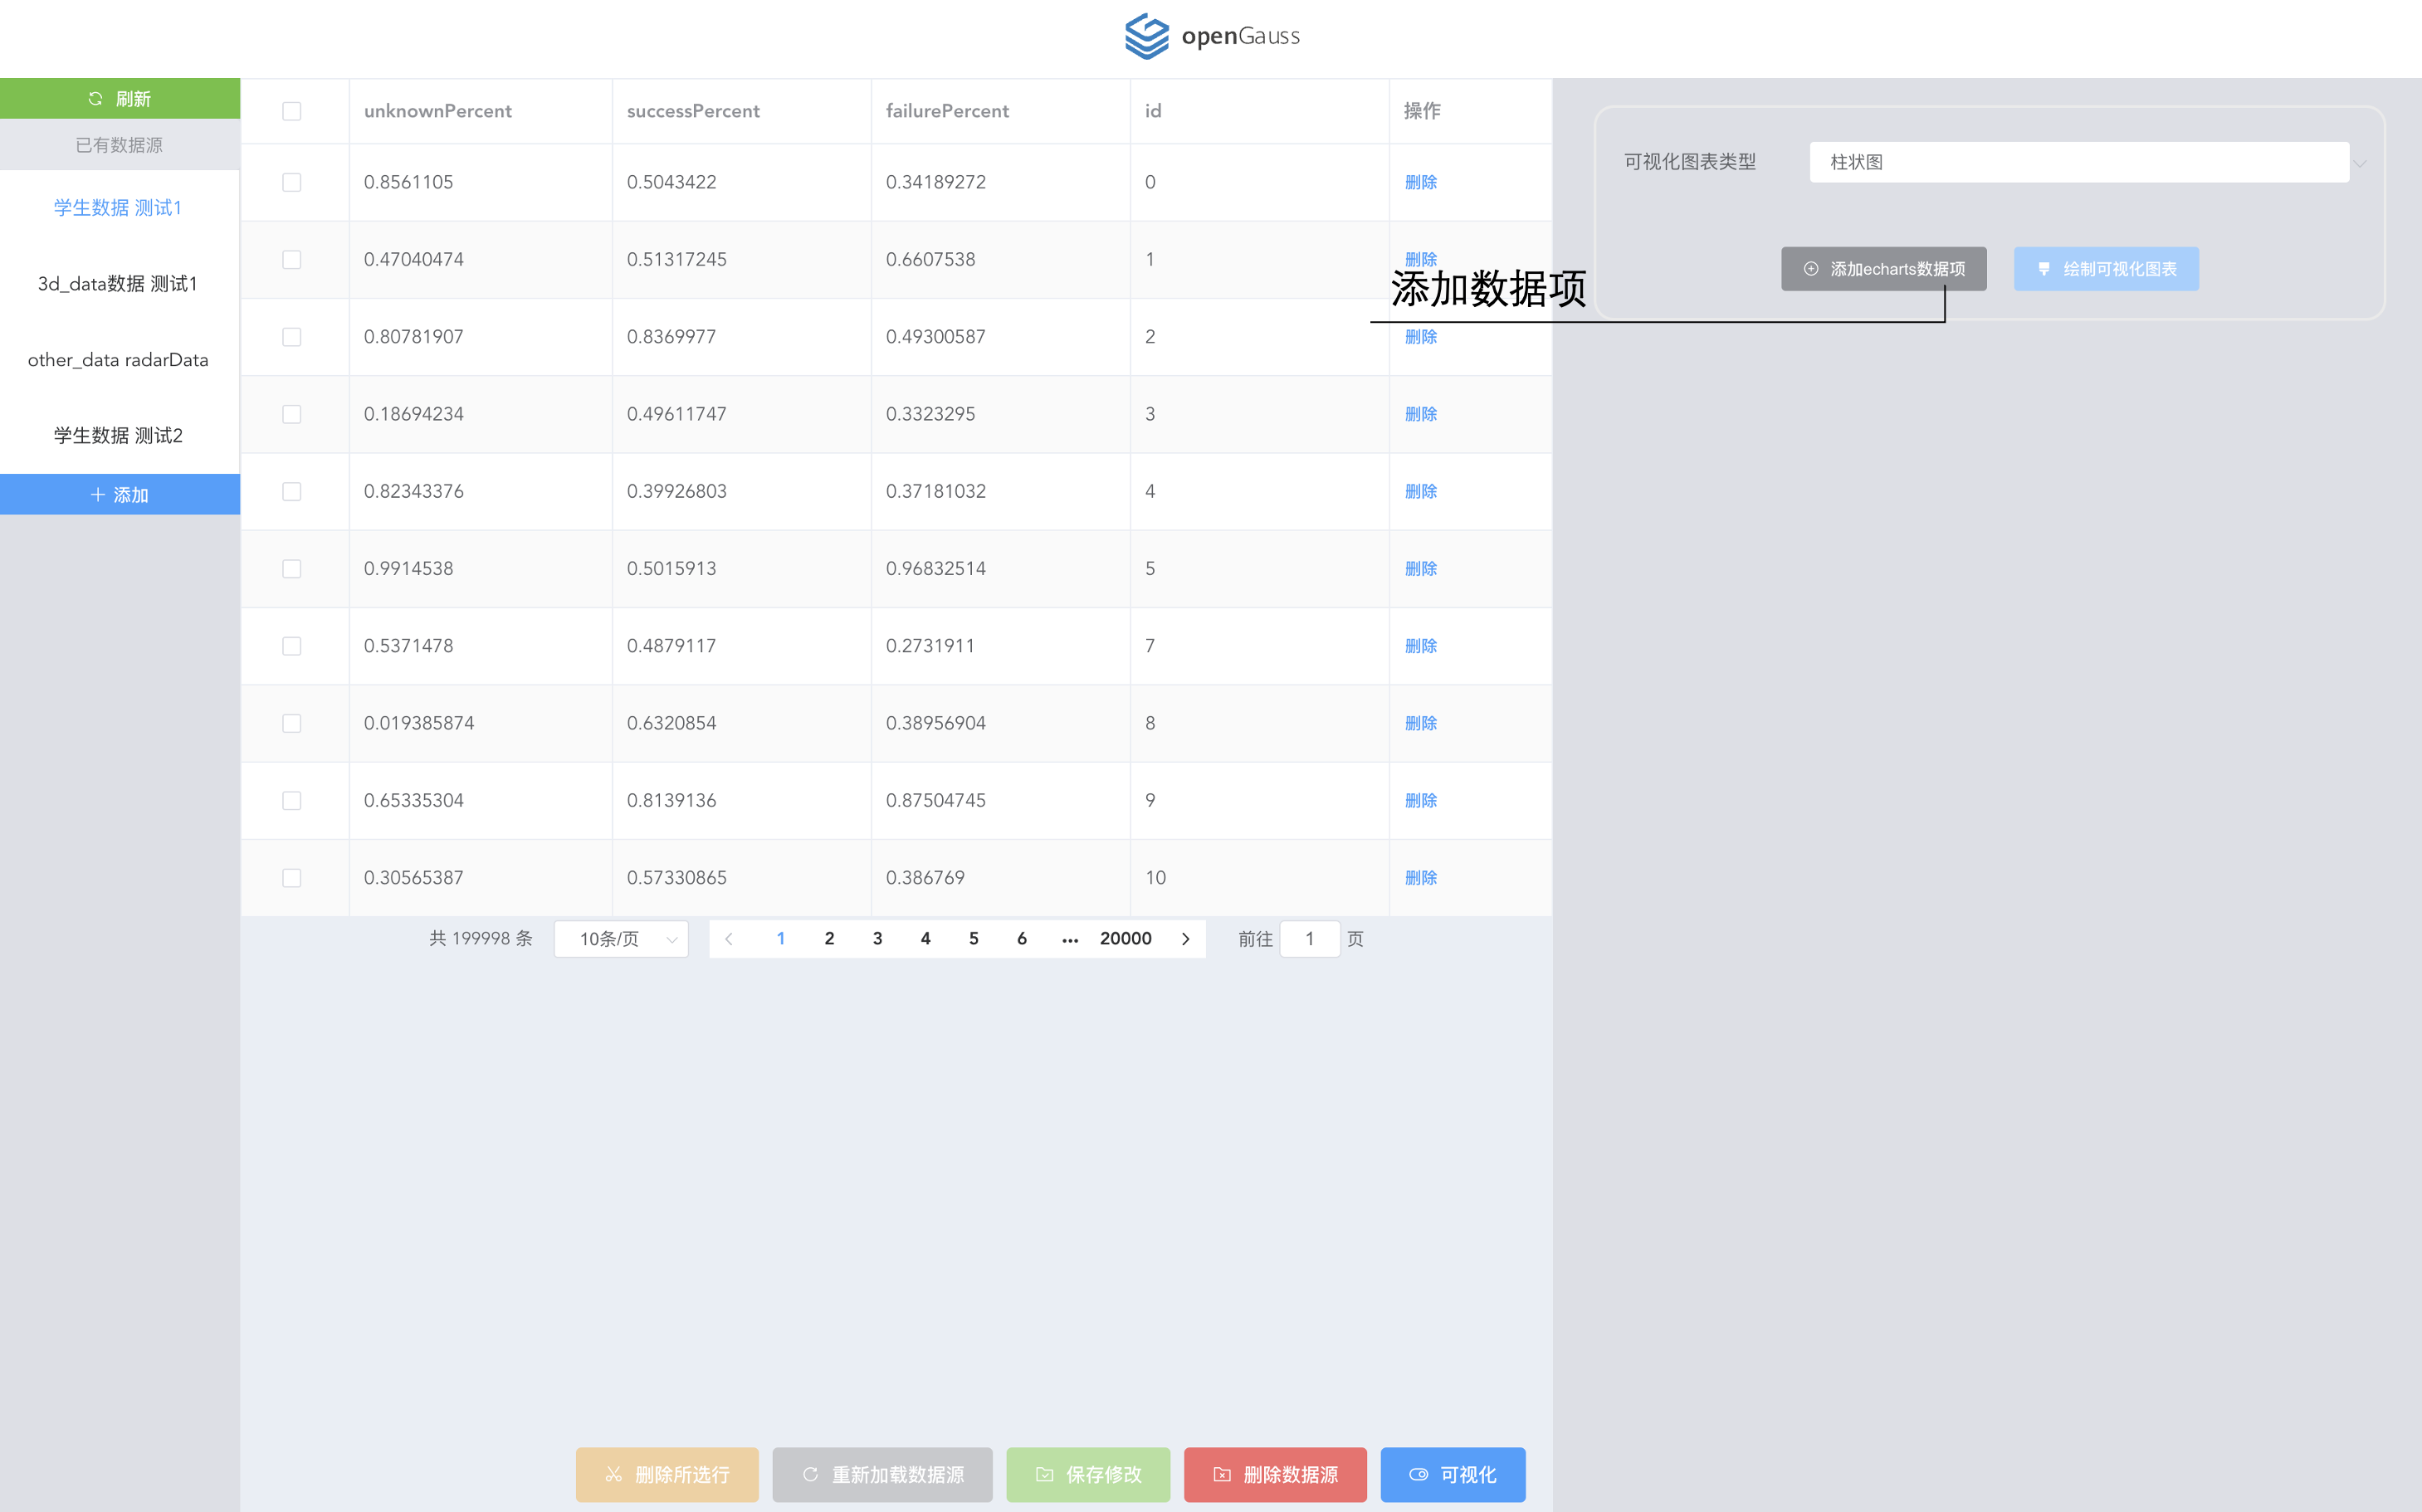 openGauss
刷新
已有数据源
学生数据 测试1
3d_data数据 测试1
other_data radarData
学生数据 测试2
添加
unknownPercent successPercent failurePercent id 操作
0.8561105 0.5043422 0.34189272 0 删除
0.47040474 0.51317245 0.6607538 1 删除
0.80781907 0.8369977 0.49300587 2 删除
0.18694234 0.49611747 0.3323295 3 删除
0.82343376 0.39926803 0.37181032 4 删除
0.9914538 0.5015913 0.96832514 5 删除
0.5371478 0.4879117 0.2731911 7 删除
0.019385874 0.6320854 0.38956904 8 删除
0.65335304 0.8139136 0.87504745 9 删除
0.30565387 0.57330865 0.386769 10 删除
共 199998 条 10条/页 1 2 3 4 5 6 ... 20000 前往 1 页
删除所选行 重新加载数据源 保存修改 删除数据源 可视化
可视化图表类型 柱状图
添加echarts数据项 绘制可视化图表
添加数据项